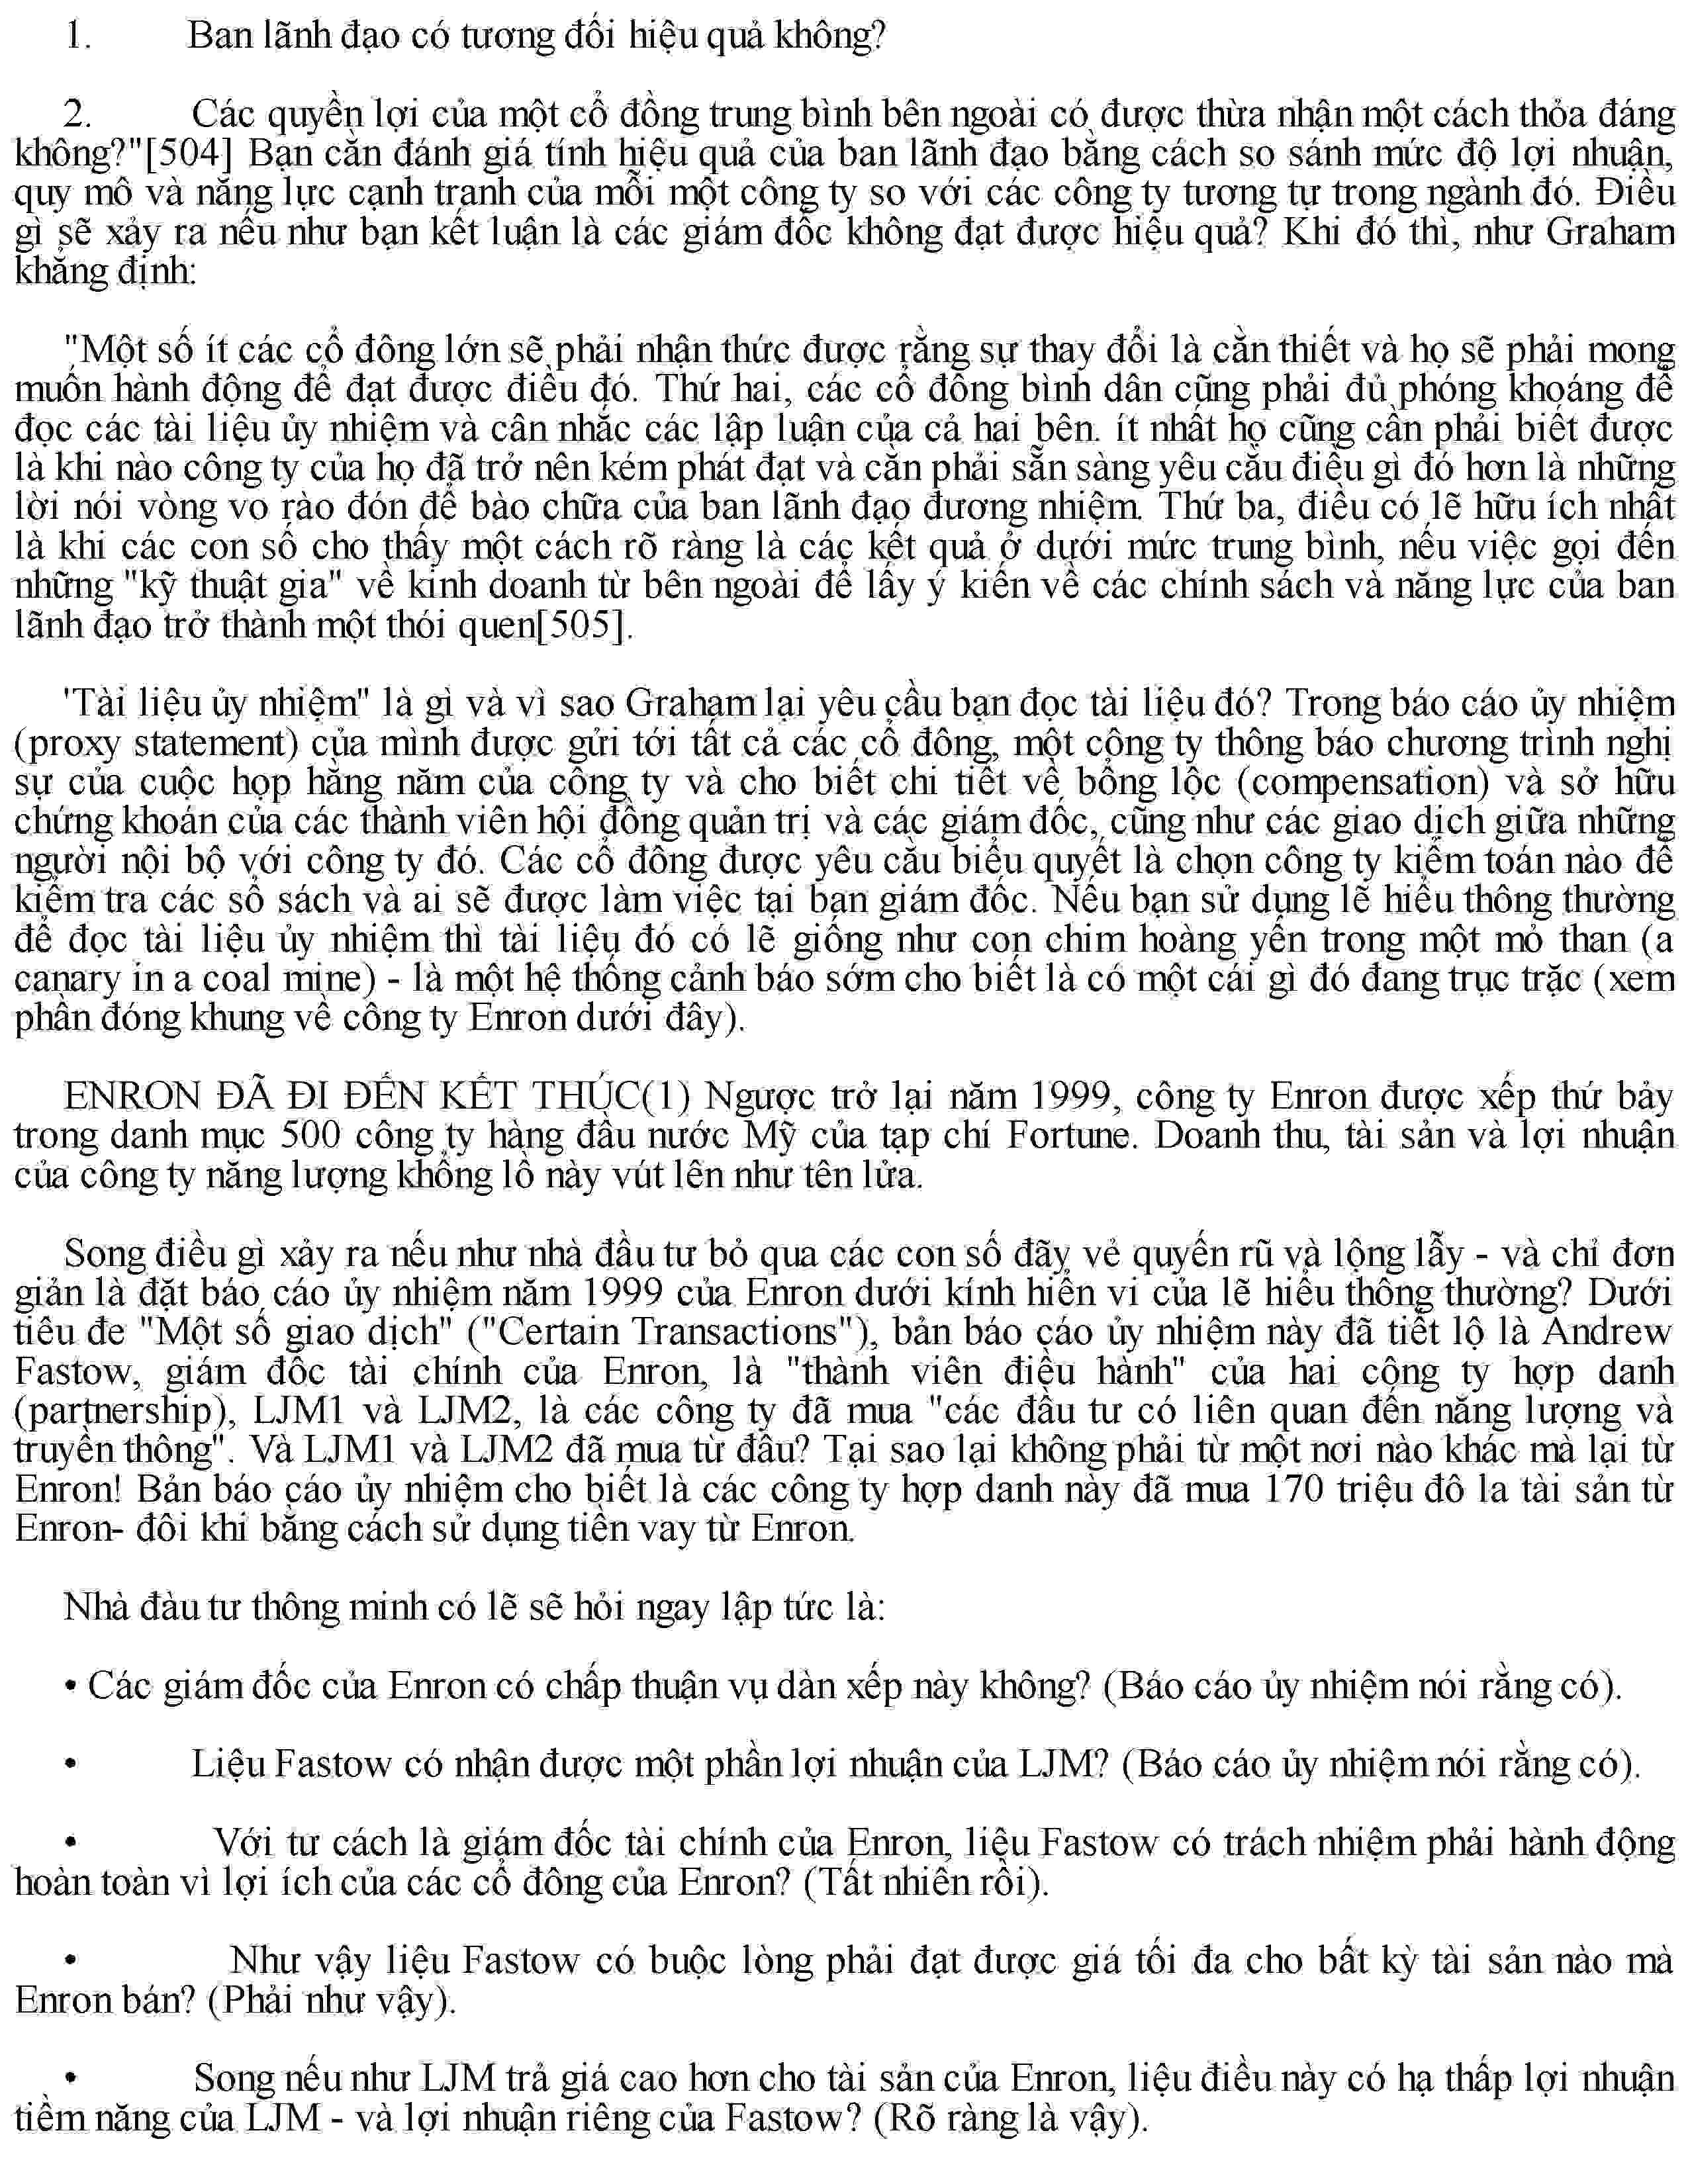 1. Ban lãnh đạo có tương đối hiệu quả không?
2. Các quyền lợi của một cổ đồng trung bình bên ngoài có được thừa nhận một cách thỏa đáng
không?"[504] Bạn cần đánh giá tính hiệu quả của ban lãnh đạo bằng cách so sánh mức độ lợi nhuận,
quy mô và năng lực cạnh tranh của mỗi một công ty so với các công ty tương tự trong ngành đó. Điều
gì sẽ xảy ra nếu như bạn kết luận là các giám đốc không đạt được hiệu quả? Khi đó thì, như Graham
khẳng định:
"Một số ít các cổ đông lớn sẽ phải nhận thức được rằng sự thay đổi là cần thiết và họ sẽ phải mong
muốn hành động để đạt được điều đó. Thứ hai, các cổ đông bình dân cũng phải đủ phóng khoáng để
đọc các tài liệu ủy nhiệm và cân nhắc các lập luận của cả hai bên. ít nhất họ cũng cần phải biết được
là khi nào công ty của họ đã trở nên kém phát đạt và cần phải sẵn sàng yêu cầu điều gì đó hơn là những
lời nói vòng vo rào đón để bào chữa của ban lãnh đạo đương nhiệm. Thứ ba, điều có lẽ hữu ích nhất
là khi các con số cho thấy một cách rõ ràng là các kết quả ở dưới mức trung bình, nếu việc gọi đến
những "kỹ thuật gia" về kinh doanh từ bên ngoài để lấy ý kiến về các chính sách và năng lực của ban
lãnh đạo trở thành một thói quen[505].
'Tài liệu ủy nhiệm" là gì và vì sao Graham lại yêu cầu bạn đọc tài liệu đó? Trong báo cáo ủy nhiệm
(proxy statement) của mình được gửi tới tất cả các cổ đông, một công ty thông báo chương trình nghị
sự của cuộc họp hằng năm của công ty và cho biết chi tiết về bổng lộc (compensation) và sở hữu
chứng khoán của các thành viên hội đồng quản trị và các giám đốc, cũng như các giao dịch giữa những
người nội bộ với công ty đó. Các cổ đông được yêu cầu biểu quyết là chọn công ty kiểm toán nào để
kiểm tra các sổ sách và ai sẽ được làm việc tại ban giám đốc. Nếu bạn sử dụng lẽ hiểu thông thường
để đọc tài liệu ủy nhiệm thì tài liệu đó có lẽ giống như con chim hoàng yến trong một mỏ than (a
canary in a coal mine) - là một hệ thống cảnh báo sớm cho biết là có một cái gì đó đang trục trặc (xem
phần đóng khung về công ty Enron dưới đây).
ENRON ĐÃ ĐI ĐẾN KẾT THÚC(1) Ngược trở lại năm 1999, công ty Enron được xếp thứ bảy
trong danh mục 500 công ty hàng đầu nước Mỹ của tạp chí Fortune. Doanh thu, tài sản và lợi nhuận
của công ty năng lượng khổng lồ này vút lên như tên lửa.
Song điều gì xảy ra nếu như nhà đầu tư bỏ qua các con số đầy vẻ quyến rũ và lộng lẫy - và chỉ đơn
giản là đặt báo cáo ủy nhiệm năm 1999 của Enron dưới kính hiển vi của lẽ hiểu thông thường? Dưới
tiêu đe "Một số giao dịch" ("Certain Transactions"), bản báo cáo ủy nhiệm này đã tiết lộ là Andrew
Fastow, giám đốc tài chính của Enron, là "thành viên điều hành" của hai công ty hợp danh
(partnership), LJM1 và LJM2, là các công ty đã mua "các đầu tư có liên quan đến năng lượng và
truyền thông". Và LJM1 và LJM2 đã mua từ đâu? Tại sao lại không phải từ một nơi nào khác mà lại từ
Enron! Bản báo cáo ủy nhiệm cho biết là các công ty hợp danh này đã mua 170 triệu đô la tài sản từ
Enron- đôi khi bằng cách sử dụng tiền vay từ Enron.
Nhà đàu tư thông minh có lẽ sẽ hỏi ngay lập tức là:
• Các giám đốc của Enron có chấp thuận vụ dàn xếp này không? (Báo cáo ủy nhiệm nói rằng có).
• Liệu Fastow có nhận được một phần lợi nhuận của LJM? (Báo cáo ủy nhiệm nói rằng có).
• Với tư cách là giám đốc tài chính của Enron, liệu Fastow có trách nhiệm phải hành động
hoàn toàn vì lợi ích của các cổ đông của Enron? (Tất nhiên rồi).
• Như vậy liệu Fastow có buộc lòng phải đạt được giá tối đa cho bất kỳ tài sản nào mà
Enron bán? (Phải như vậy).
• Song nếu như LJM trả giá cao hơn cho tài sản của Enron, liệu điều này có hạ thấp lợi nhuận
tiềm năng của LJM - và lợi nhuận riêng của Fastow? (Rõ ràng là vậy).